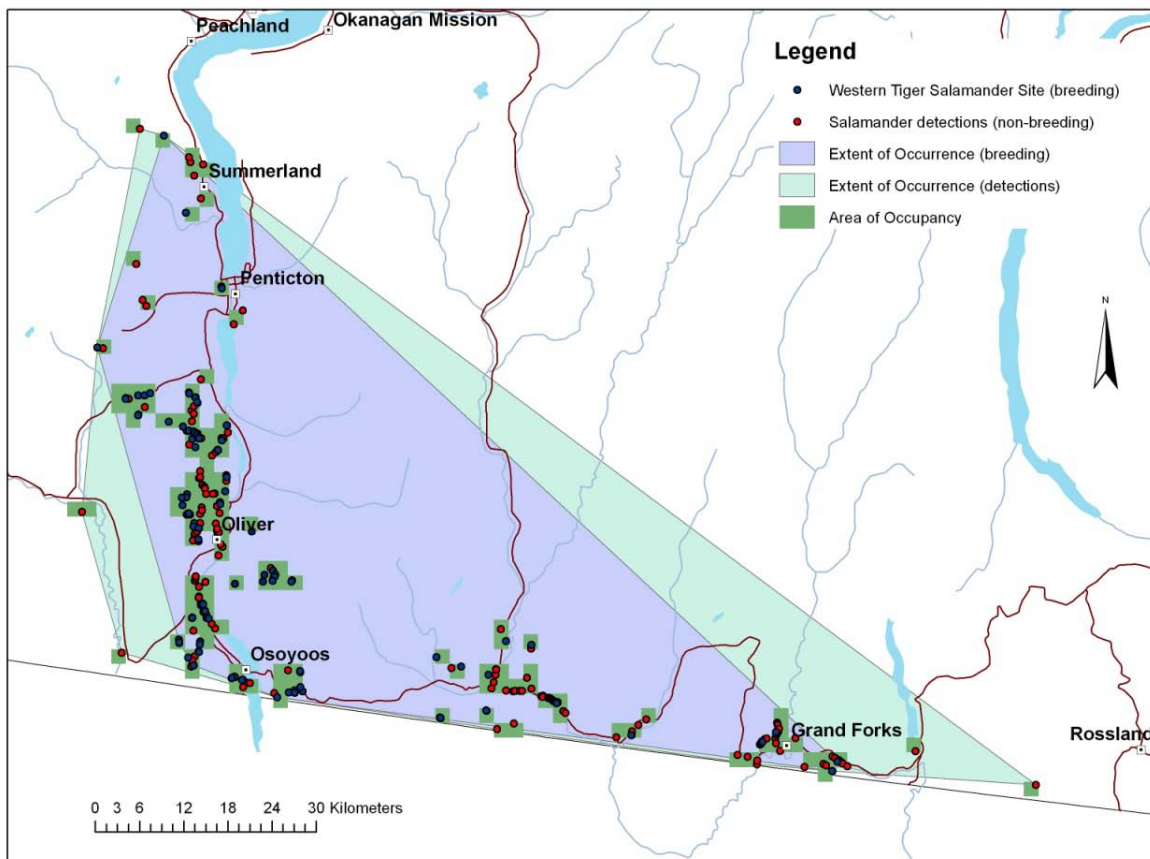 Peachland
Okanagan Mission
Legend
Western Tiger Salamander Site (breeding)
Salamander detections (non-breeding)
Extent of Occurrence (breeding)
Extent of Occurrence (detections)
Area of Occupancy
Summerland
Penticton
N
Oliver
Osoyoos
Grand Forks
Rossland
0 3 6 12 18 24 30 Kilometers